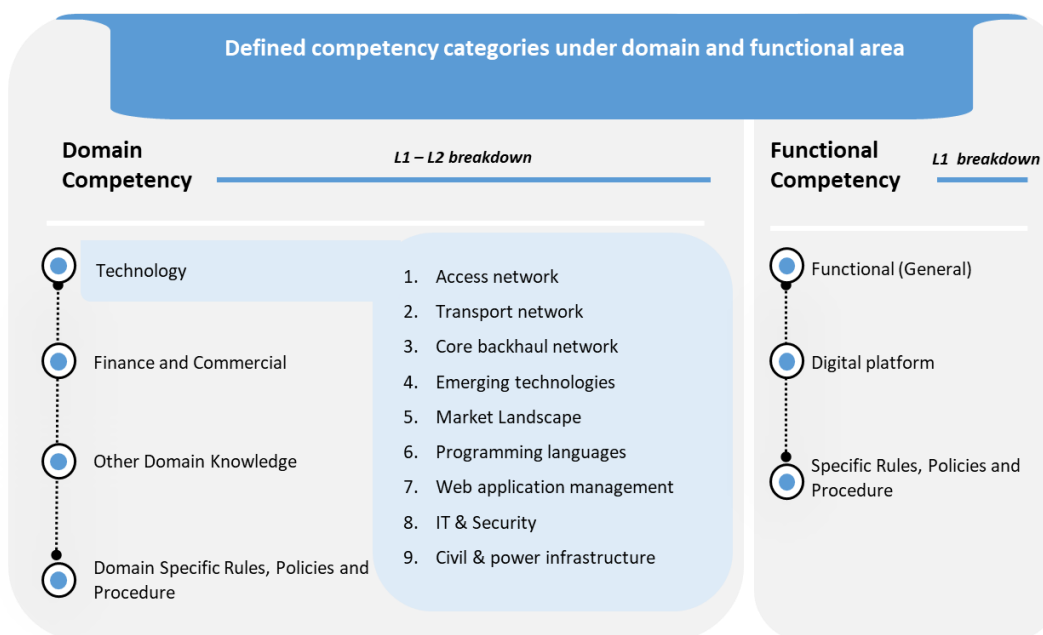 Defined competency categories under domain and functional area
Domain
Competency
L1 – L2 breakdown
Technology
Finance and Commercial
Other Domain Knowledge
Domain Specific Rules, Policies and
Procedure
1. Access network
2. Transport network
3. Core backhaul network
4. Emerging technologies
5. Market Landscape
6. Programming languages
7. Web application management
8. IT & Security
9. Civil & power infrastructure
Functional
Competency
L1 breakdown
Functional (General)
Digital platform
Specific Rules, Policies and
Procedure